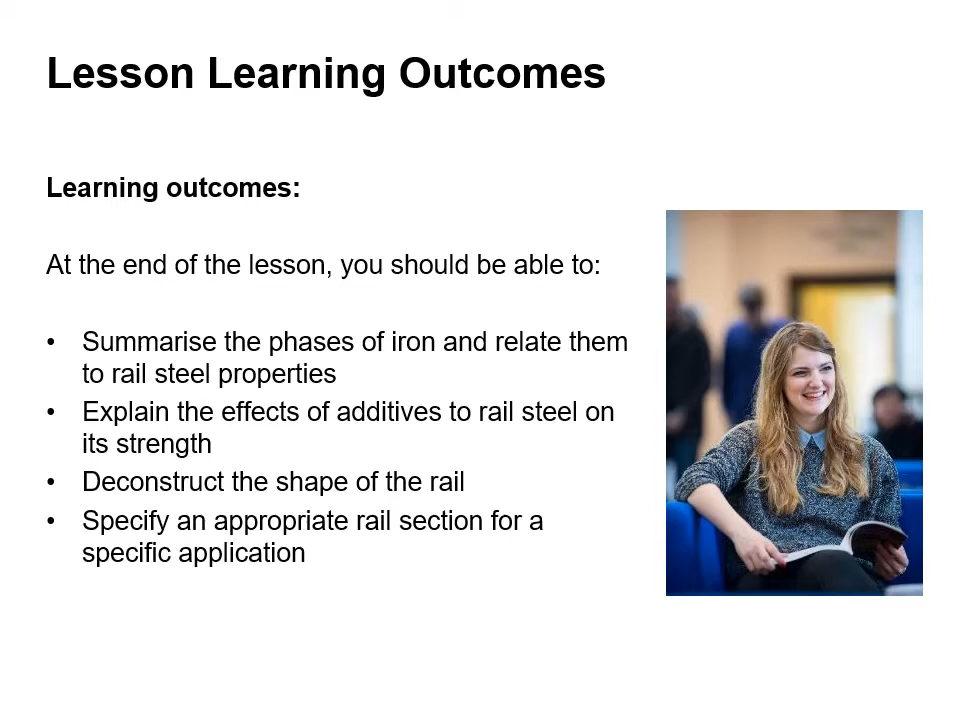 Lesson Learning Outcomes
Learning outcomes:
At the end of the lesson, you should be able to:
• Summarise the phases of iron and relate them
to rail steel properties
• Explain the effects of additives to rail steel on
its strength
• Deconstruct the shape of the rail
• Specify an appropriate rail section for a
specific application